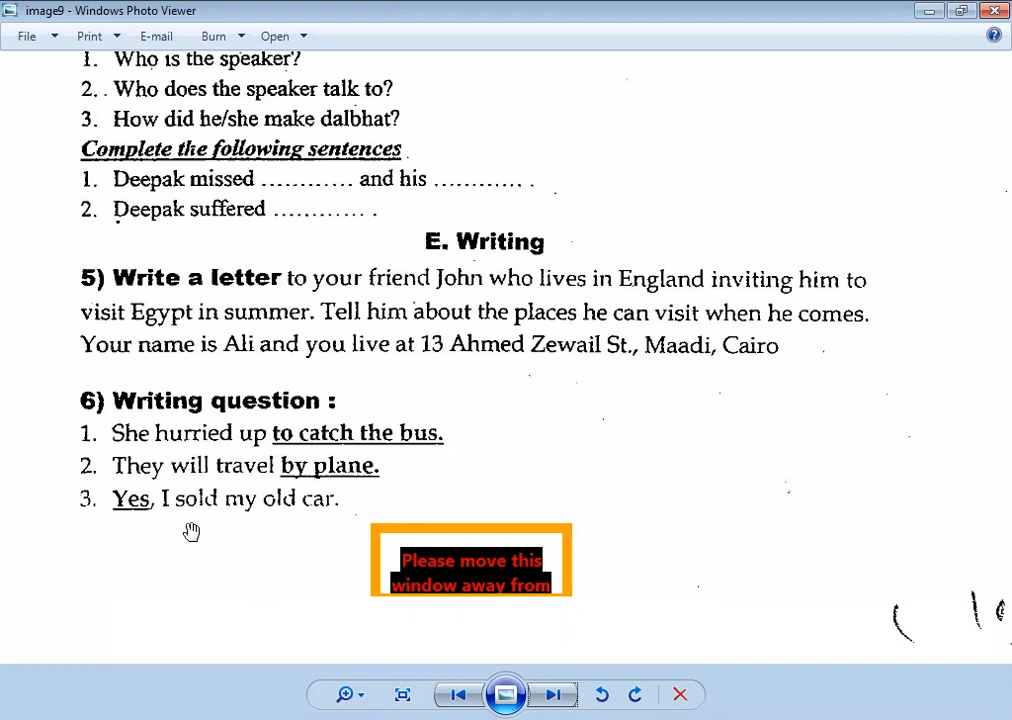 image9 - Windows Photo Viewer
File Print E-mail Burn Open
1. Who is the speaker?
2. . Who does the speaker talk to?
3. How did he/she make dalbhat?
Complete the following sentences
1. Deepak missed ………… and his ………… .
2. Deepak suffered ………… .
E. Writing
5) Write a letter to your friend John who lives in England inviting him to
visit Egypt in summer. Tell him about the places he can visit when he comes.
Your name is Ali and you live at 13 Ahmed Zewail St., Maadi, Cairo
6) Writing question :
1. She hurried up to catch the bus.
2. They will travel by plane.
3. Yes, I sold my old car.
Please move this
window away from